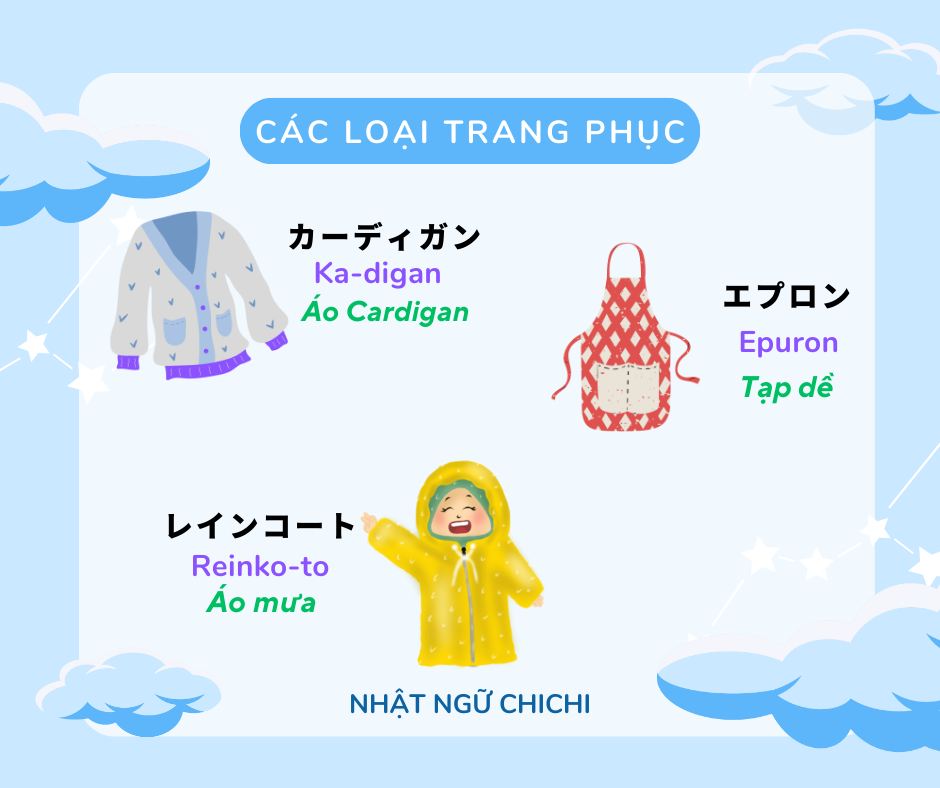 CÁC LOẠI TRANG PHỤC
カーディガン
Ka-digan
Áo Cardigan
エプロン
Epuron
Tạp dề
レインコート
Reinko-to
Áo mưa
NHẬT NGỮ CHICHI